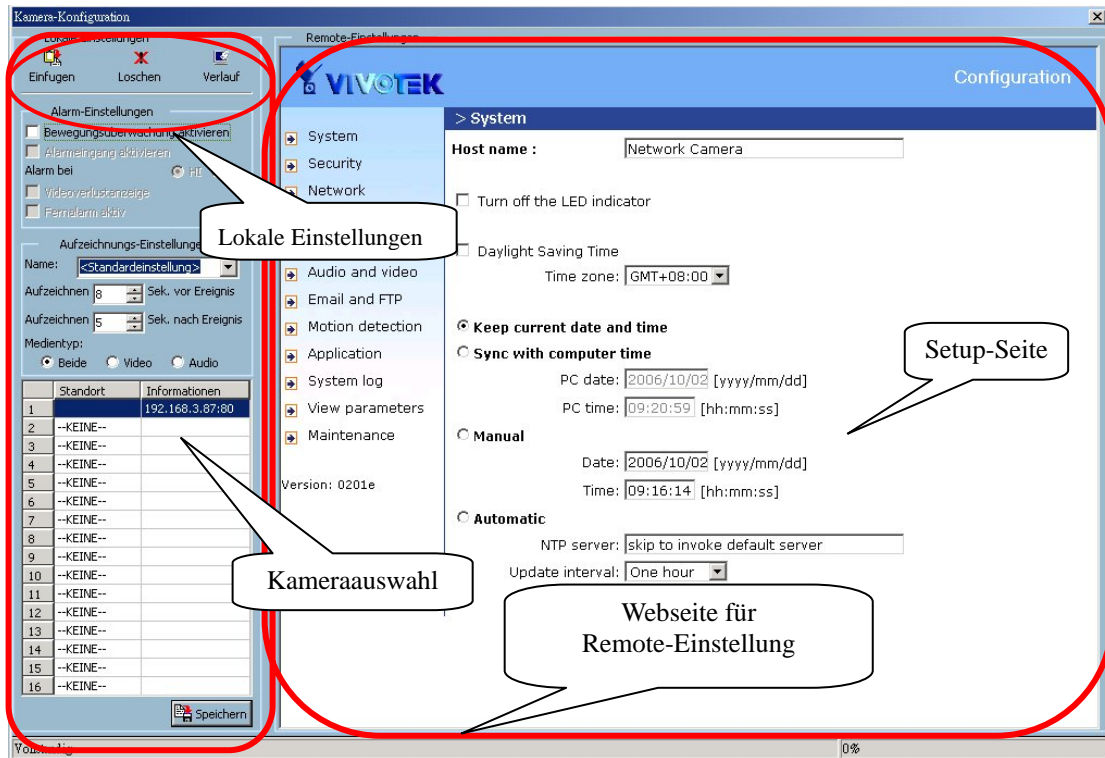 Kamera-Konfiguration
Lokale-Einstellungen
Einfugen Loschen Verlauf
Alarm-Einstellungen
Bewegungsüberwachung aktivieren
Alarmeingang aktivieren
Alarm bei HI
Videoverlustanzeige
Fernalarm aktiv
Lokale Einstellungen
Aufzeichnungs-Einstellungen
Name: <Standardeinstellung>
Aufzeichnen 8 Sek. vor Ereignis
Aufzeichnen 5 Sek. nach Ereignis
Medientyp:
Beide Video Audio
Standort Informationen
1 192.168.3.87:80
2 --KEINE--
3 --KEINE--
4 --KEINE--
5 --KEINE--
6 --KEINE--
7 --KEINE--
8 --KEINE--
9 --KEINE--
10 --KEINE--
11 --KEINE--
12 --KEINE--
13 --KEINE--
14 --KEINE--
15 --KEINE--
16 --KEINE--
Kameraauswahl
Speichern
Remote-Einstellungen
VIVOTEK
Configuration
System
Security
Network
Audio and video
Email and FTP
Motion detection
Application
System log
View parameters
Maintenance
Version: 0201e
> System
Host name : Network Camera
Turn off the LED indicator
Daylight Saving Time
Time zone: GMT+08:00
Keep current date and time
Sync with computer time
PC date: 2006/10/02 [yyyy/mm/dd]
PC time: 09:20:59 [hh:mm:ss]
Manual
Date: 2006/10/02 [yyyy/mm/dd]
Time: 09:16:14 [hh:mm:ss]
Automatic
NTP server: skip to invoke default server
Update interval: One hour
Setup-Seite
Webseite für
Remote-Einstellung
0%